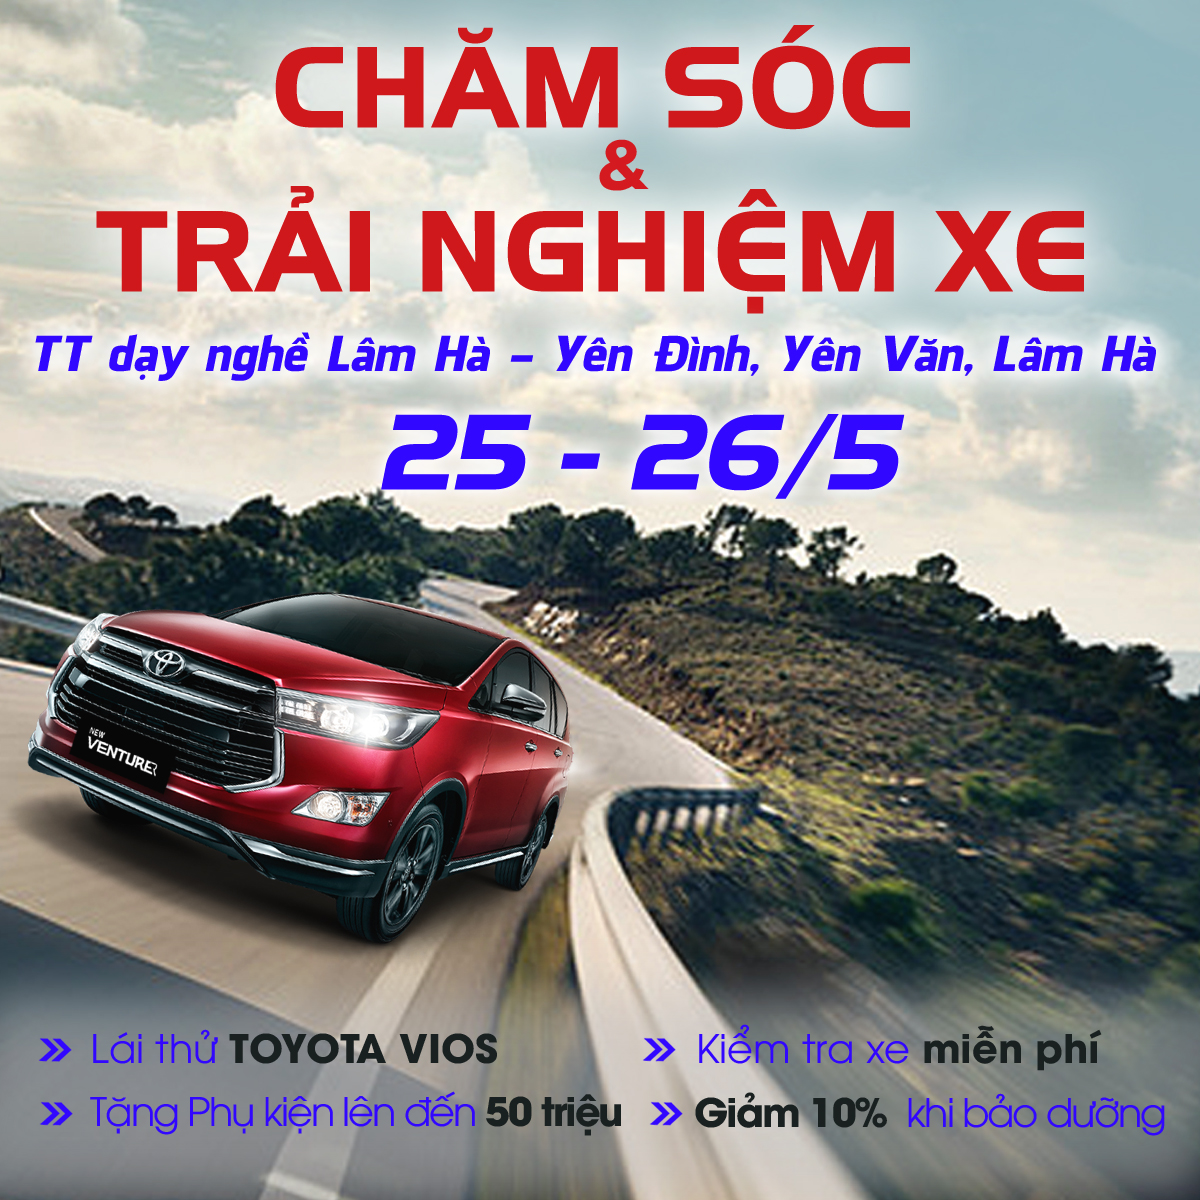 CHĂM SÓC
&
TRẢI NGHIỆM XE
TT dạy nghề Lâm Hà – Yên Đình, Yên Văn, Lâm Hà
25 - 26/5
NEW
VENTURER
» Lái thử TOYOTA VIOS
» Kiểm tra xe miễn phí
» Tặng Phụ kiện lên đến 50 triệu
» Giảm 10% khi bảo dưỡng